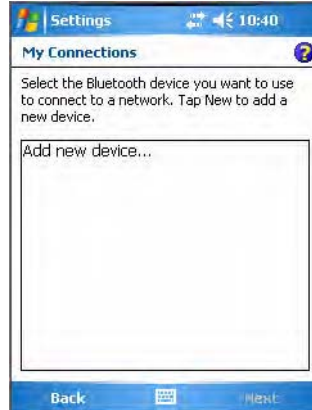 Settings
10:40
My Connections
?
Select the Bluetooth device you want to use
to connect to a network. Tap New to add a
new device.
Add new device...
Back
Next